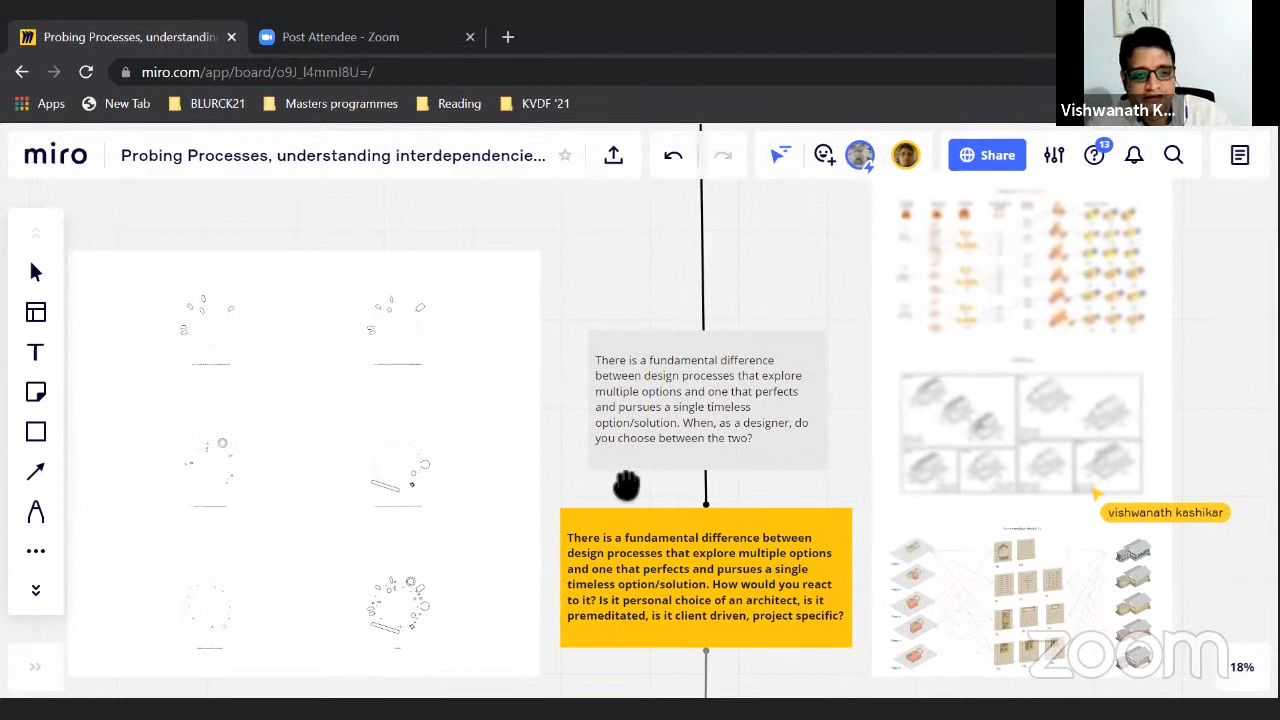 Probing Processes, understandin
Post Attendee - Zoom
miro.com/app/board/o9J_l4mmI8U=/
Apps
New Tab
BLURCK21
Masters programmes
Reading
KVDF '21
Vishwanath K...
miro
Probing Processes, understanding interdependencie...
Share
13
There is a fundamental difference
between design processes that explore
multiple options and one that perfects
and pursues a single timeless
option/solution. When, as a designer, do
you choose between the two?
vishwanath kashikar
There is a fundamental difference between
design processes that explore multiple options
and one that perfects and pursues a single
timeless option/solution. How would you react
to it? Is it personal choice of an architect, is it
premeditated, is it client driven, project specific?
zoom
18%